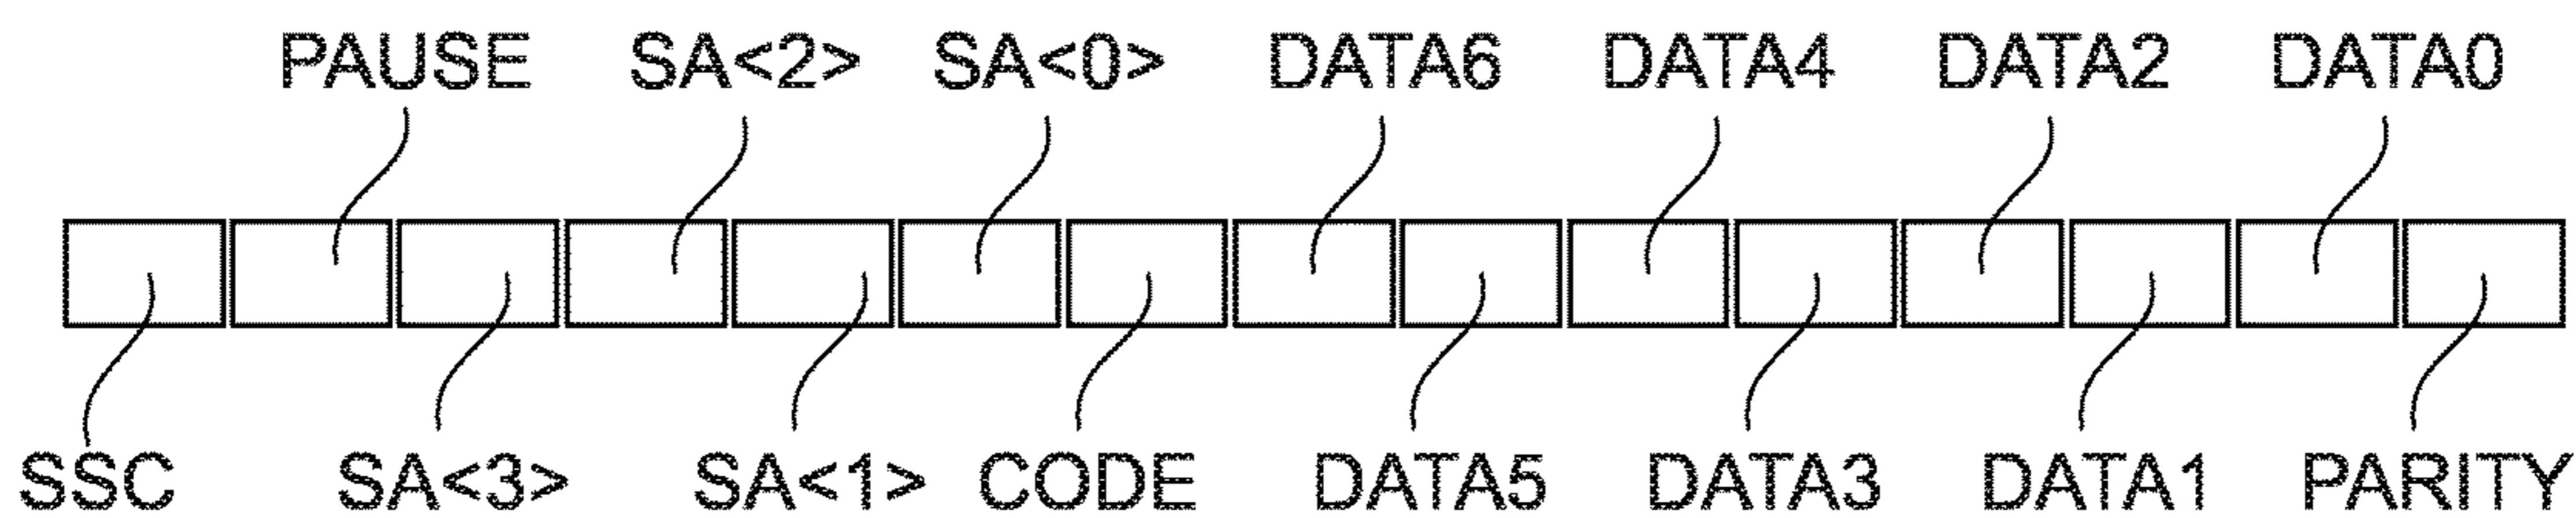 PAUSE SA<2> SA<0> DATA6 DATA4 DATA2 DATA0
SSC SA<3> SA<1> CODE DATA5 DATA3 DATA1 PARITY